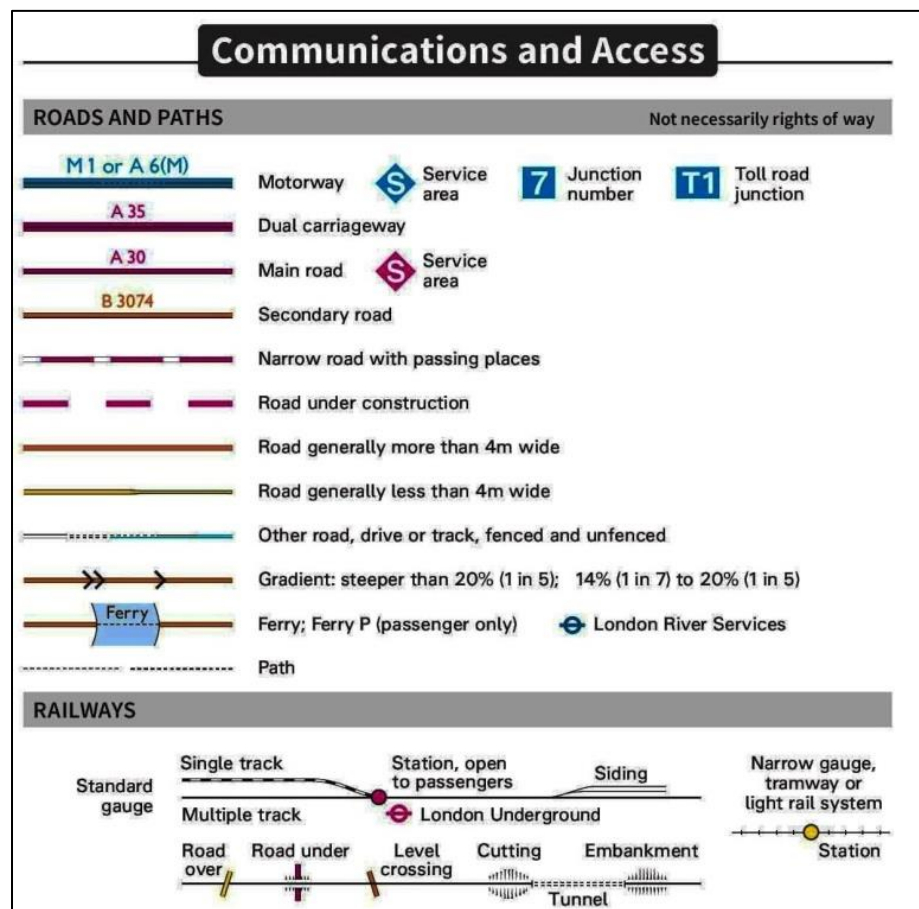 Communications and Access
ROADS AND PATHS
Not necessarily rights of way
M 1 or A 6(M)
Motorway
S
Service
area
7
Junction
number
T1
Toll road
junction
A 35
Dual carriageway
A 30
Main road
S
Service
area
B 3074
Secondary road
Narrow road with passing places
Road under construction
Road generally more than 4m wide
Road generally less than 4m wide
Other road, drive or track, fenced and unfenced
Gradient: steeper than 20% (1 in 5); 14% (1 in 7) to 20% (1 in 5)
Ferry
Ferry; Ferry P (passenger only)
London River Services
Path
RAILWAYS
Standard
gauge
Single track
Multiple track
Station, open
to passengers
London Underground
Siding
Narrow gauge,
tramway or
light rail system
Station
Road
over
Road under
Level
crossing
Cutting
Tunnel
Embankment